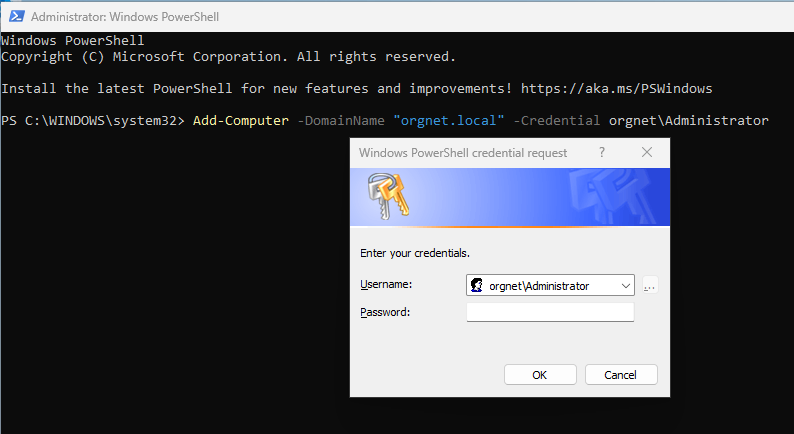 Administrator: Windows PowerShell
Windows PowerShell
Copyright (C) Microsoft Corporation. All rights reserved.
Install the latest PowerShell for new features and improvements! https://aka.ms/PSWindows
PS C:\WINDOWS\system32> Add-Computer -DomainName "orgnet.local" -Credential orgnet\Administrator
Windows PowerShell credential request ?
Enter your credentials.
Username: orgnet\Administrator ...
Password:
OK Cancel